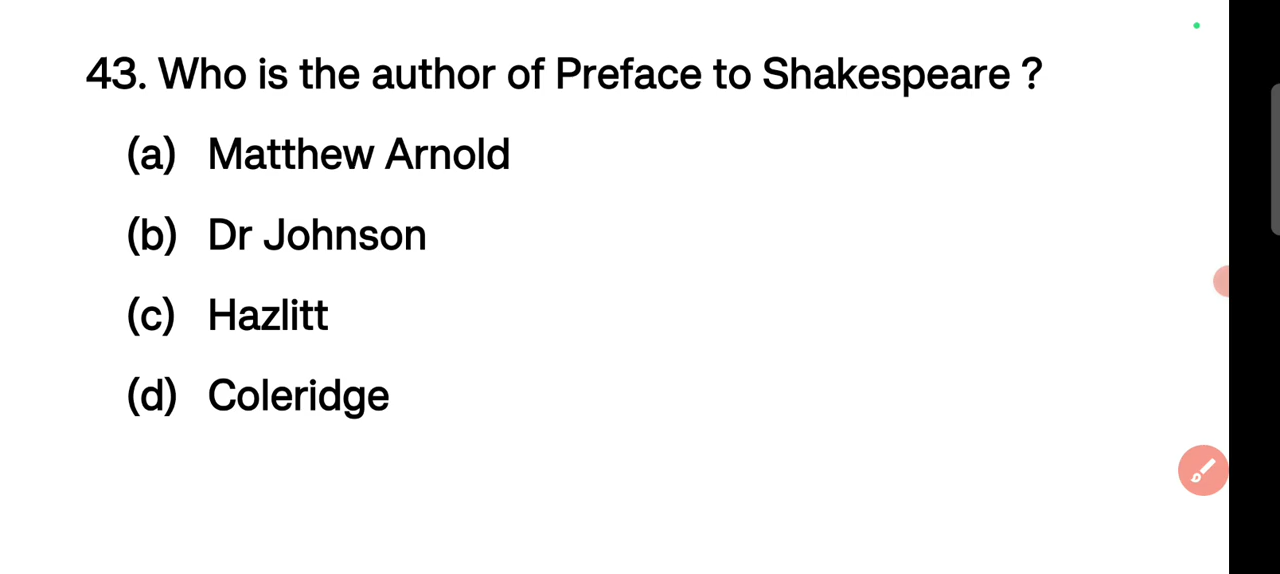 43. Who is the author of Preface to Shakespeare ?
(a) Matthew Arnold
(b) Dr Johnson
(c) Hazlitt
(d) Coleridge